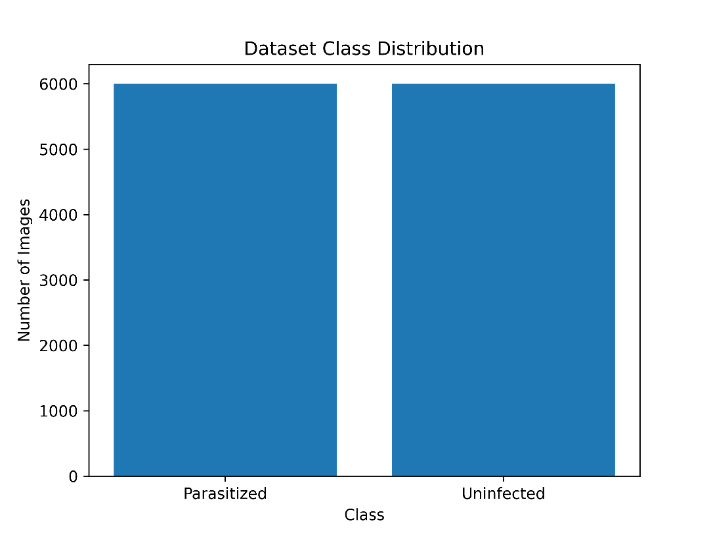 Dataset Class Distribution
Number of Images
6000
5000
4000
3000
2000
1000
0
Parasitized Uninfected
Class